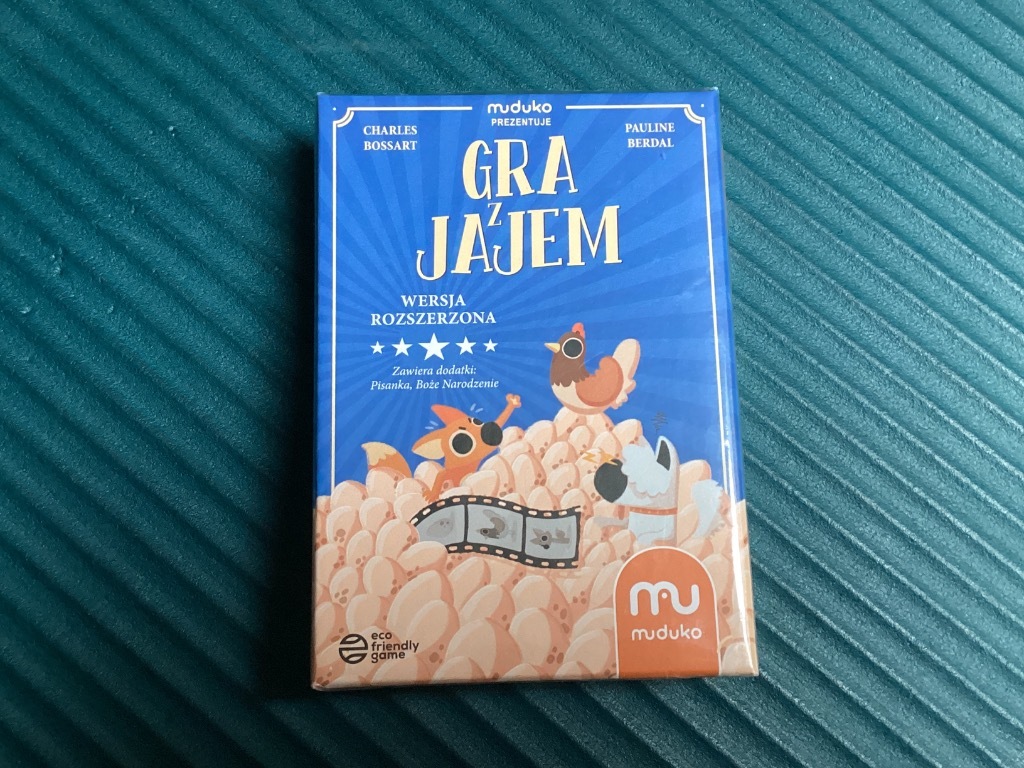 muduko
PREZENTUJE
CHARLES
BOSSART
PAULINE
BERDAL
GRA
Z
JAJEM
WERSJA
ROZSZERZONA
Zawiera dodatki:
Pisanka, Boże Narodzenie
eco
friendly
game
mu
muduko